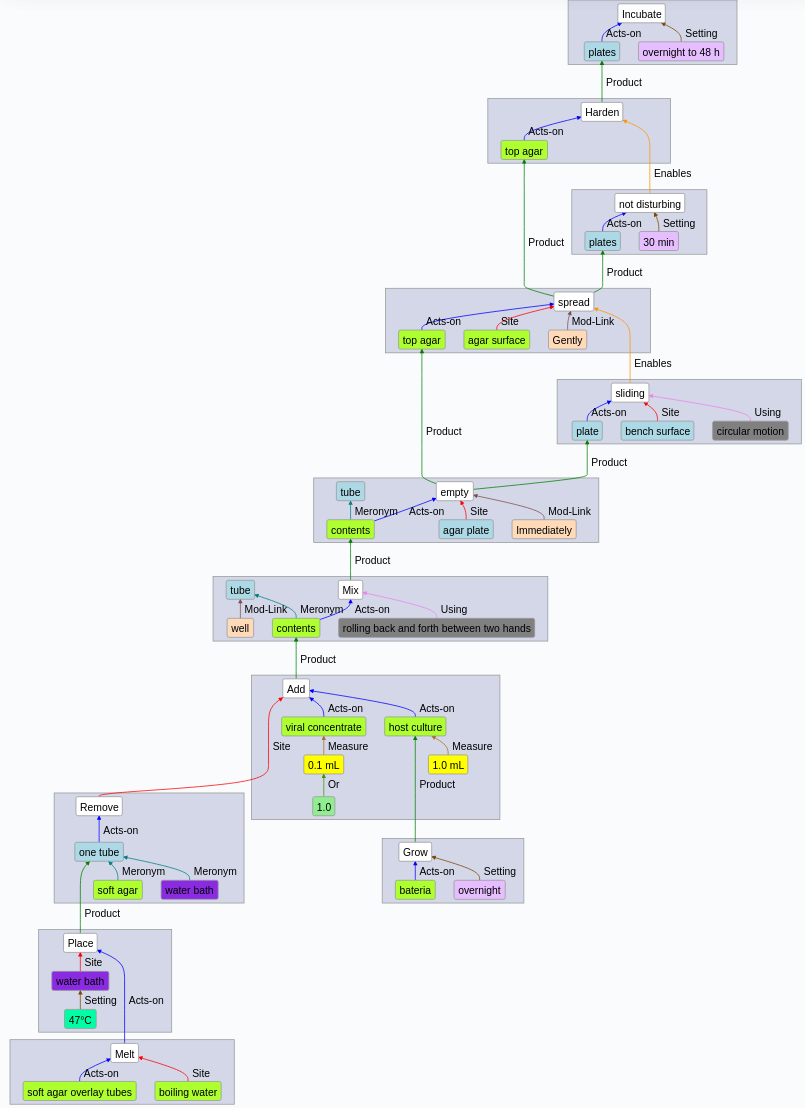 Incubate
Acts-on
Setting
plates
overnight to 48 h
Product
Harden
Acts-on
top agar
Enables
not disturbing
Acts-on
Setting
plates
30 min
Product
Product
spread
Acts-on
Site
Mod-Link
top agar
agar surface
Gently
Enables
sliding
Acts-on
Site
Using
plate
bench surface
circular motion
Product
Product
tube
empty
Meronym
Acts-on
Site
Mod-Link
contents
agar plate
Immediately
Product
tube
Mix
Mod-Link
Meronym
Acts-on
Using
well
contents
rolling back and forth between two hands
Product
Add
Acts-on
Acts-on
viral concentrate
host culture
Site
Measure
Measure
0.1 mL
1.0 mL
Or
Product
1.0
Remove
Acts-on
one tube
Meronym
Meronym
soft agar
water bath
Grow
Acts-on
Setting
bateria
overnight
Product
Place
Site
water bath
Setting
Acts-on
47°C
Melt
Acts-on
Site
soft agar overlay tubes
boiling water